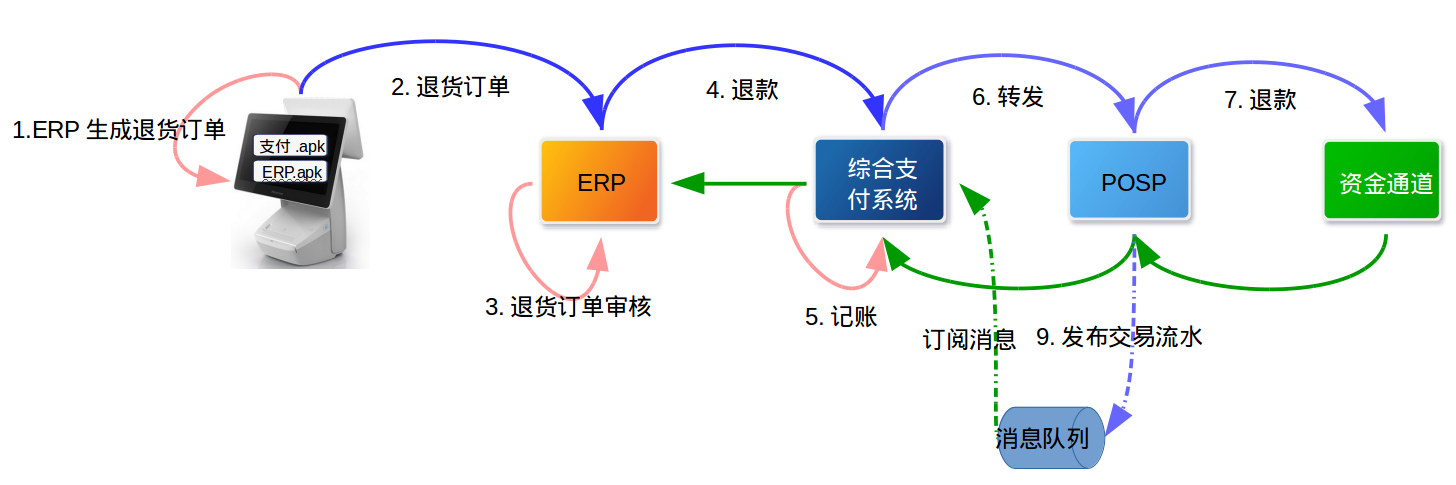 2. 退货订单
4. 退款
6. 转发
7. 退款
1.ERP 生成退货订单
支付 .apk
ERP.apk
ERP
综合支
付系统
POSP
资金通道
3. 退货订单审核
5. 记账
订阅消息
9. 发布交易流水
消息队列